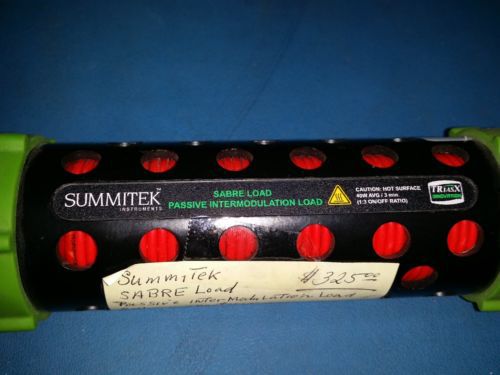 SUMMITEK™
INSTRUMENTS
SABRE LOAD
PASSIVE INTERMODULATION LOAD
CAUTION: HOT SURFACE
40W AVG / 3 min
(1:3 ON/OFF RATIO)
TRiasX
INNOVATION
SummiTek
SABRE Load
Passive InterModulation Load
$325.00